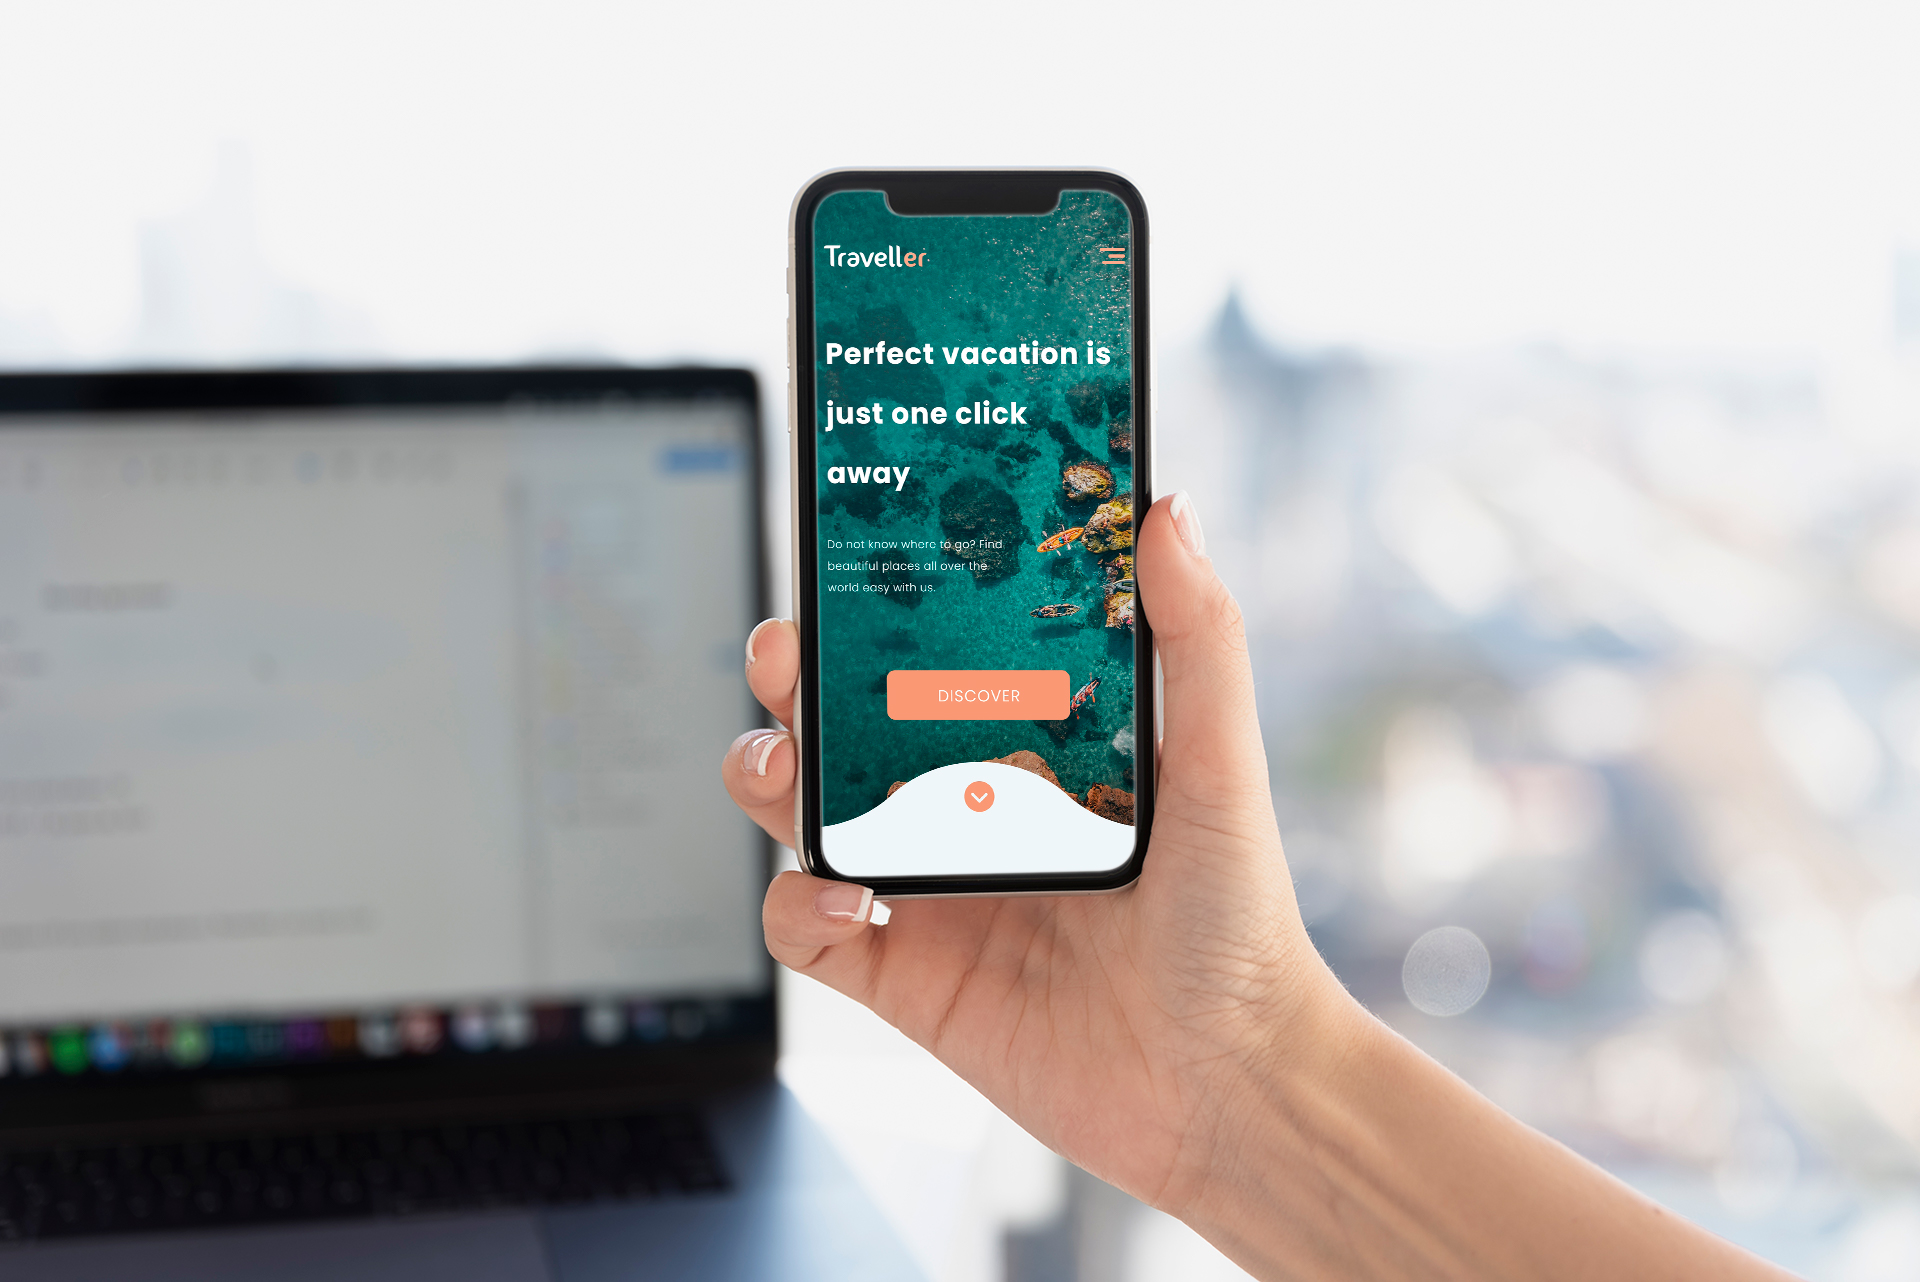 Traveller
Perfect vacation is
just one click
away
Do not know where to go? Find
beautiful places all over the
world easy with us.
DISCOVER